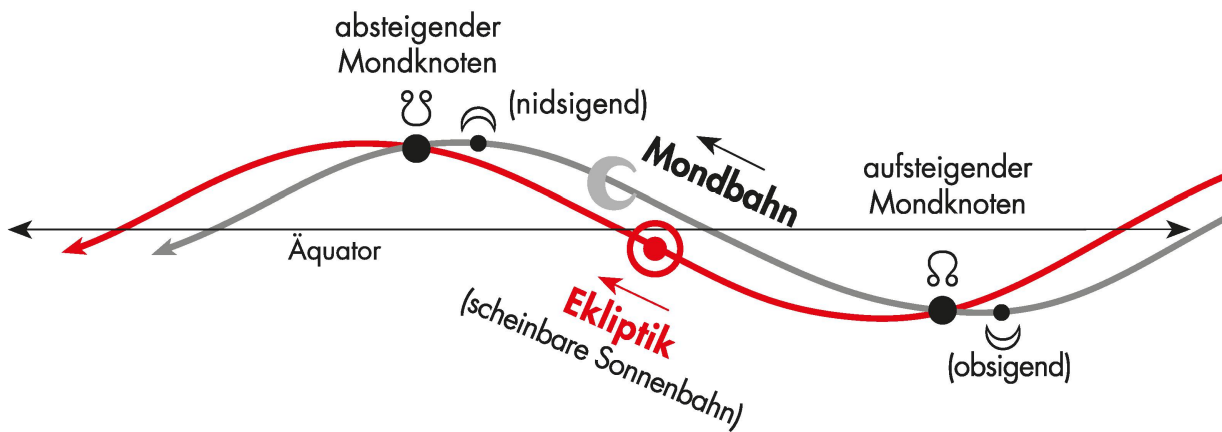 absteigender
Mondknoten
☋
(nidsigend)
Mondbahn
aufsteigender
Mondknoten
☊
Äquator
Ekliptik
(scheinbare Sonnenbahn)
(obsigend)